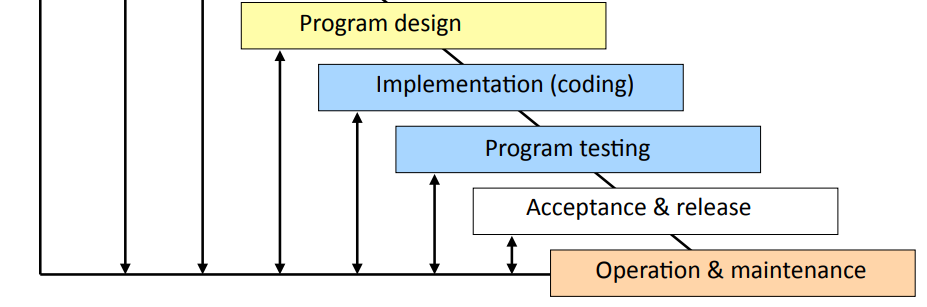 Program design
Implementation (coding)
Program testing
Acceptance & release
Operation & maintenance